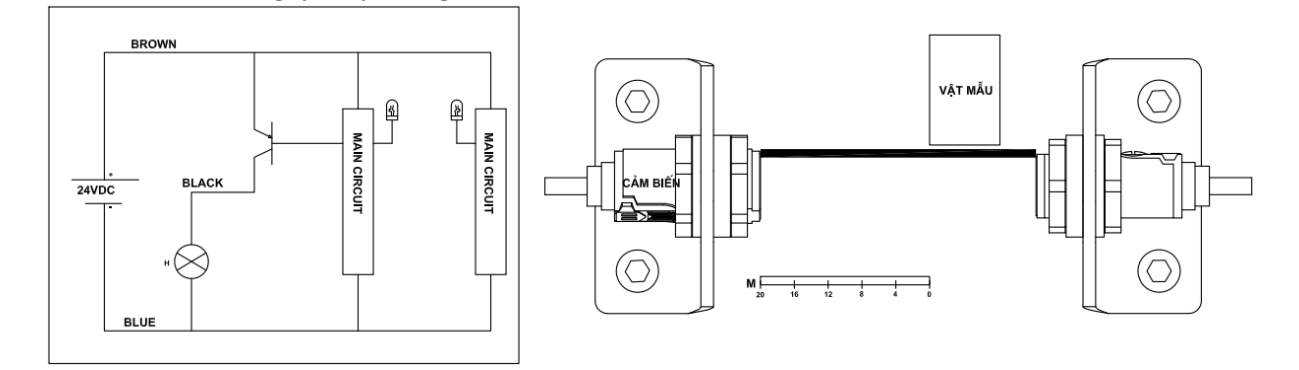 BROWN
MAIN CIRCUIT
MAIN CIRCUIT
BLACK
+
24VDC
-
H
BLUE
VẬT MẪU
CẢM BIẾN
M
20 16 12 8 4 0